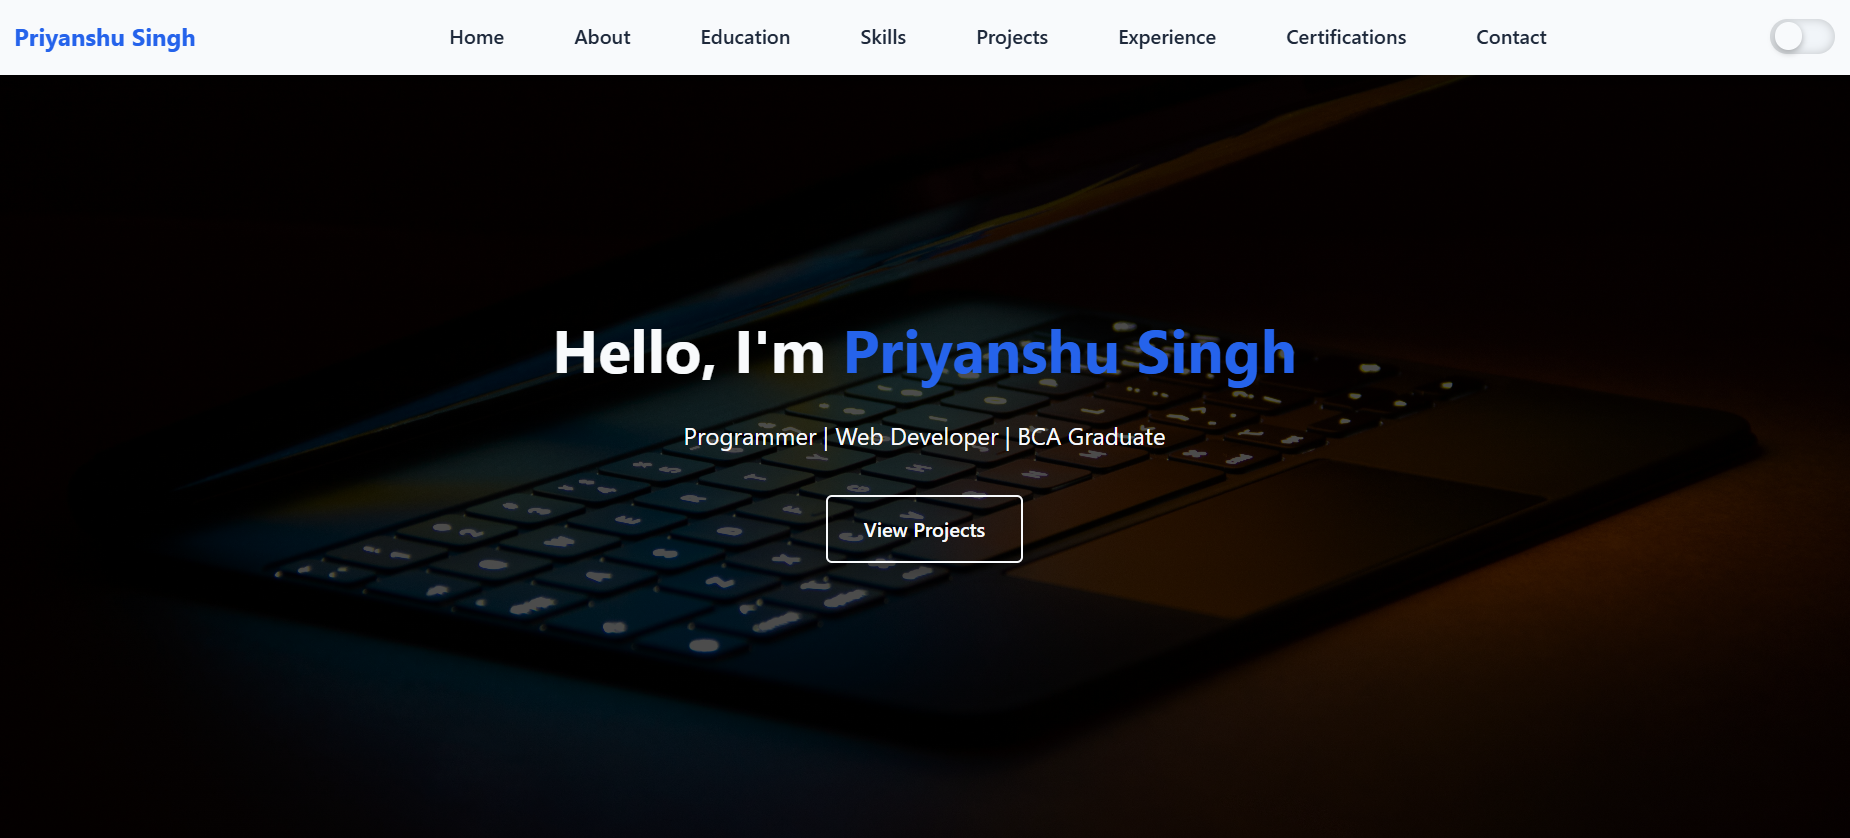 Priyanshu Singh
Home About Education Skills Projects Experience Certifications Contact
Hello, I'm Priyanshu Singh
Programmer | Web Developer | BCA Graduate
View Projects